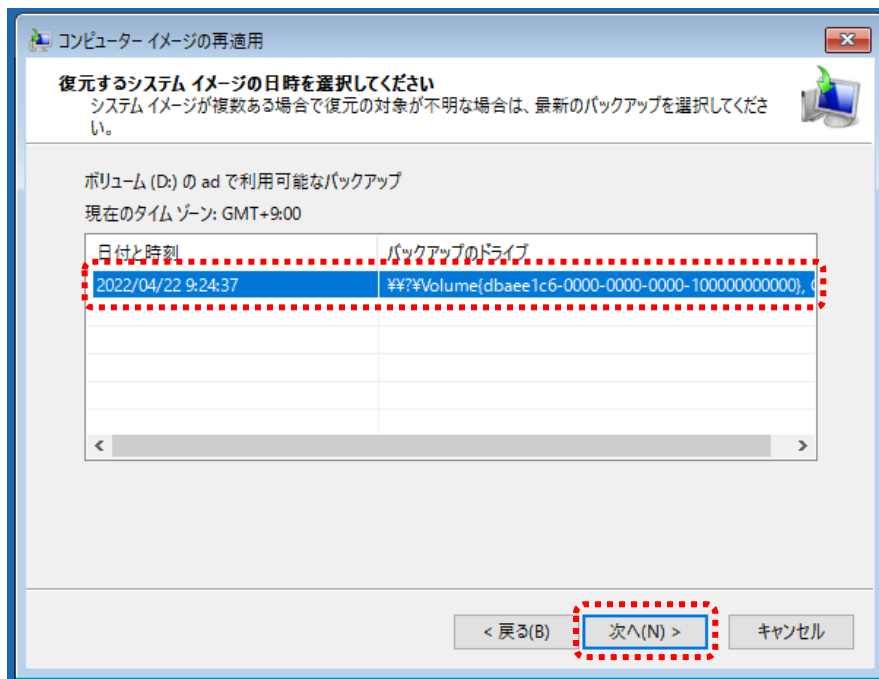 コンピューター イメージの再適用
復元するシステム イメージの日時を選択してください
システム イメージが複数ある場合で復元の対象が不明な場合は、最新のバックアップを選択してくださ
い。
ボリューム (D:) の ad で利用可能なバックアップ
現在のタイム ゾーン: GMT+9:00
日付と時刻 バックアップのドライブ
2022/04/22 9:24:37 ¥¥?¥Volume{dbaee1c6-0000-0000-0000-100000000000},
< 戻る(B) 次へ(N) > キャンセル